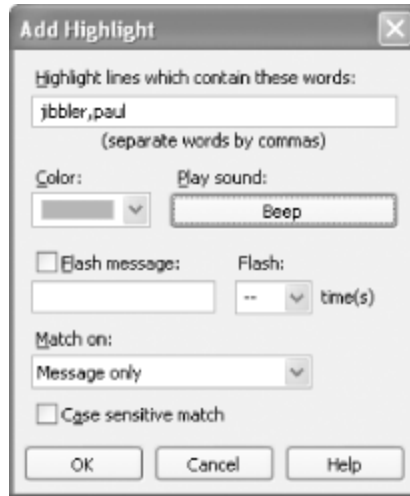 Add Highlight
Highlight lines which contain these words:
jibbler,paul
(separate words by commas)
Color: Play sound:
Beep
Flash message: Flash:
-- time(s)
Match on:
Message only
Case sensitive match
OK Cancel Help